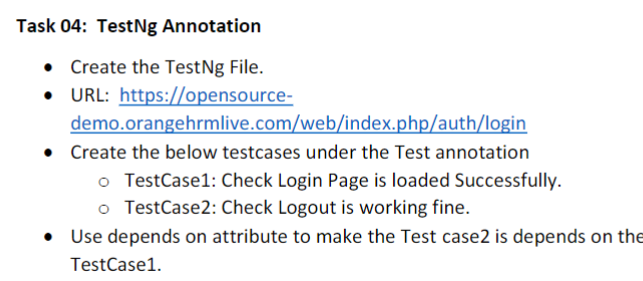 Task 04: TestNg Annotation
• Create the TestNg File.
• URL: https://opensource-
demo.orangehrmlive.com/web/index.php/auth/login
• Create the below testcases under the Test annotation
o TestCase1: Check Login Page is loaded Successfully.
o TestCase2: Check Logout is working fine.
• Use depends on attribute to make the Test case2 is depends on the
TestCase1.